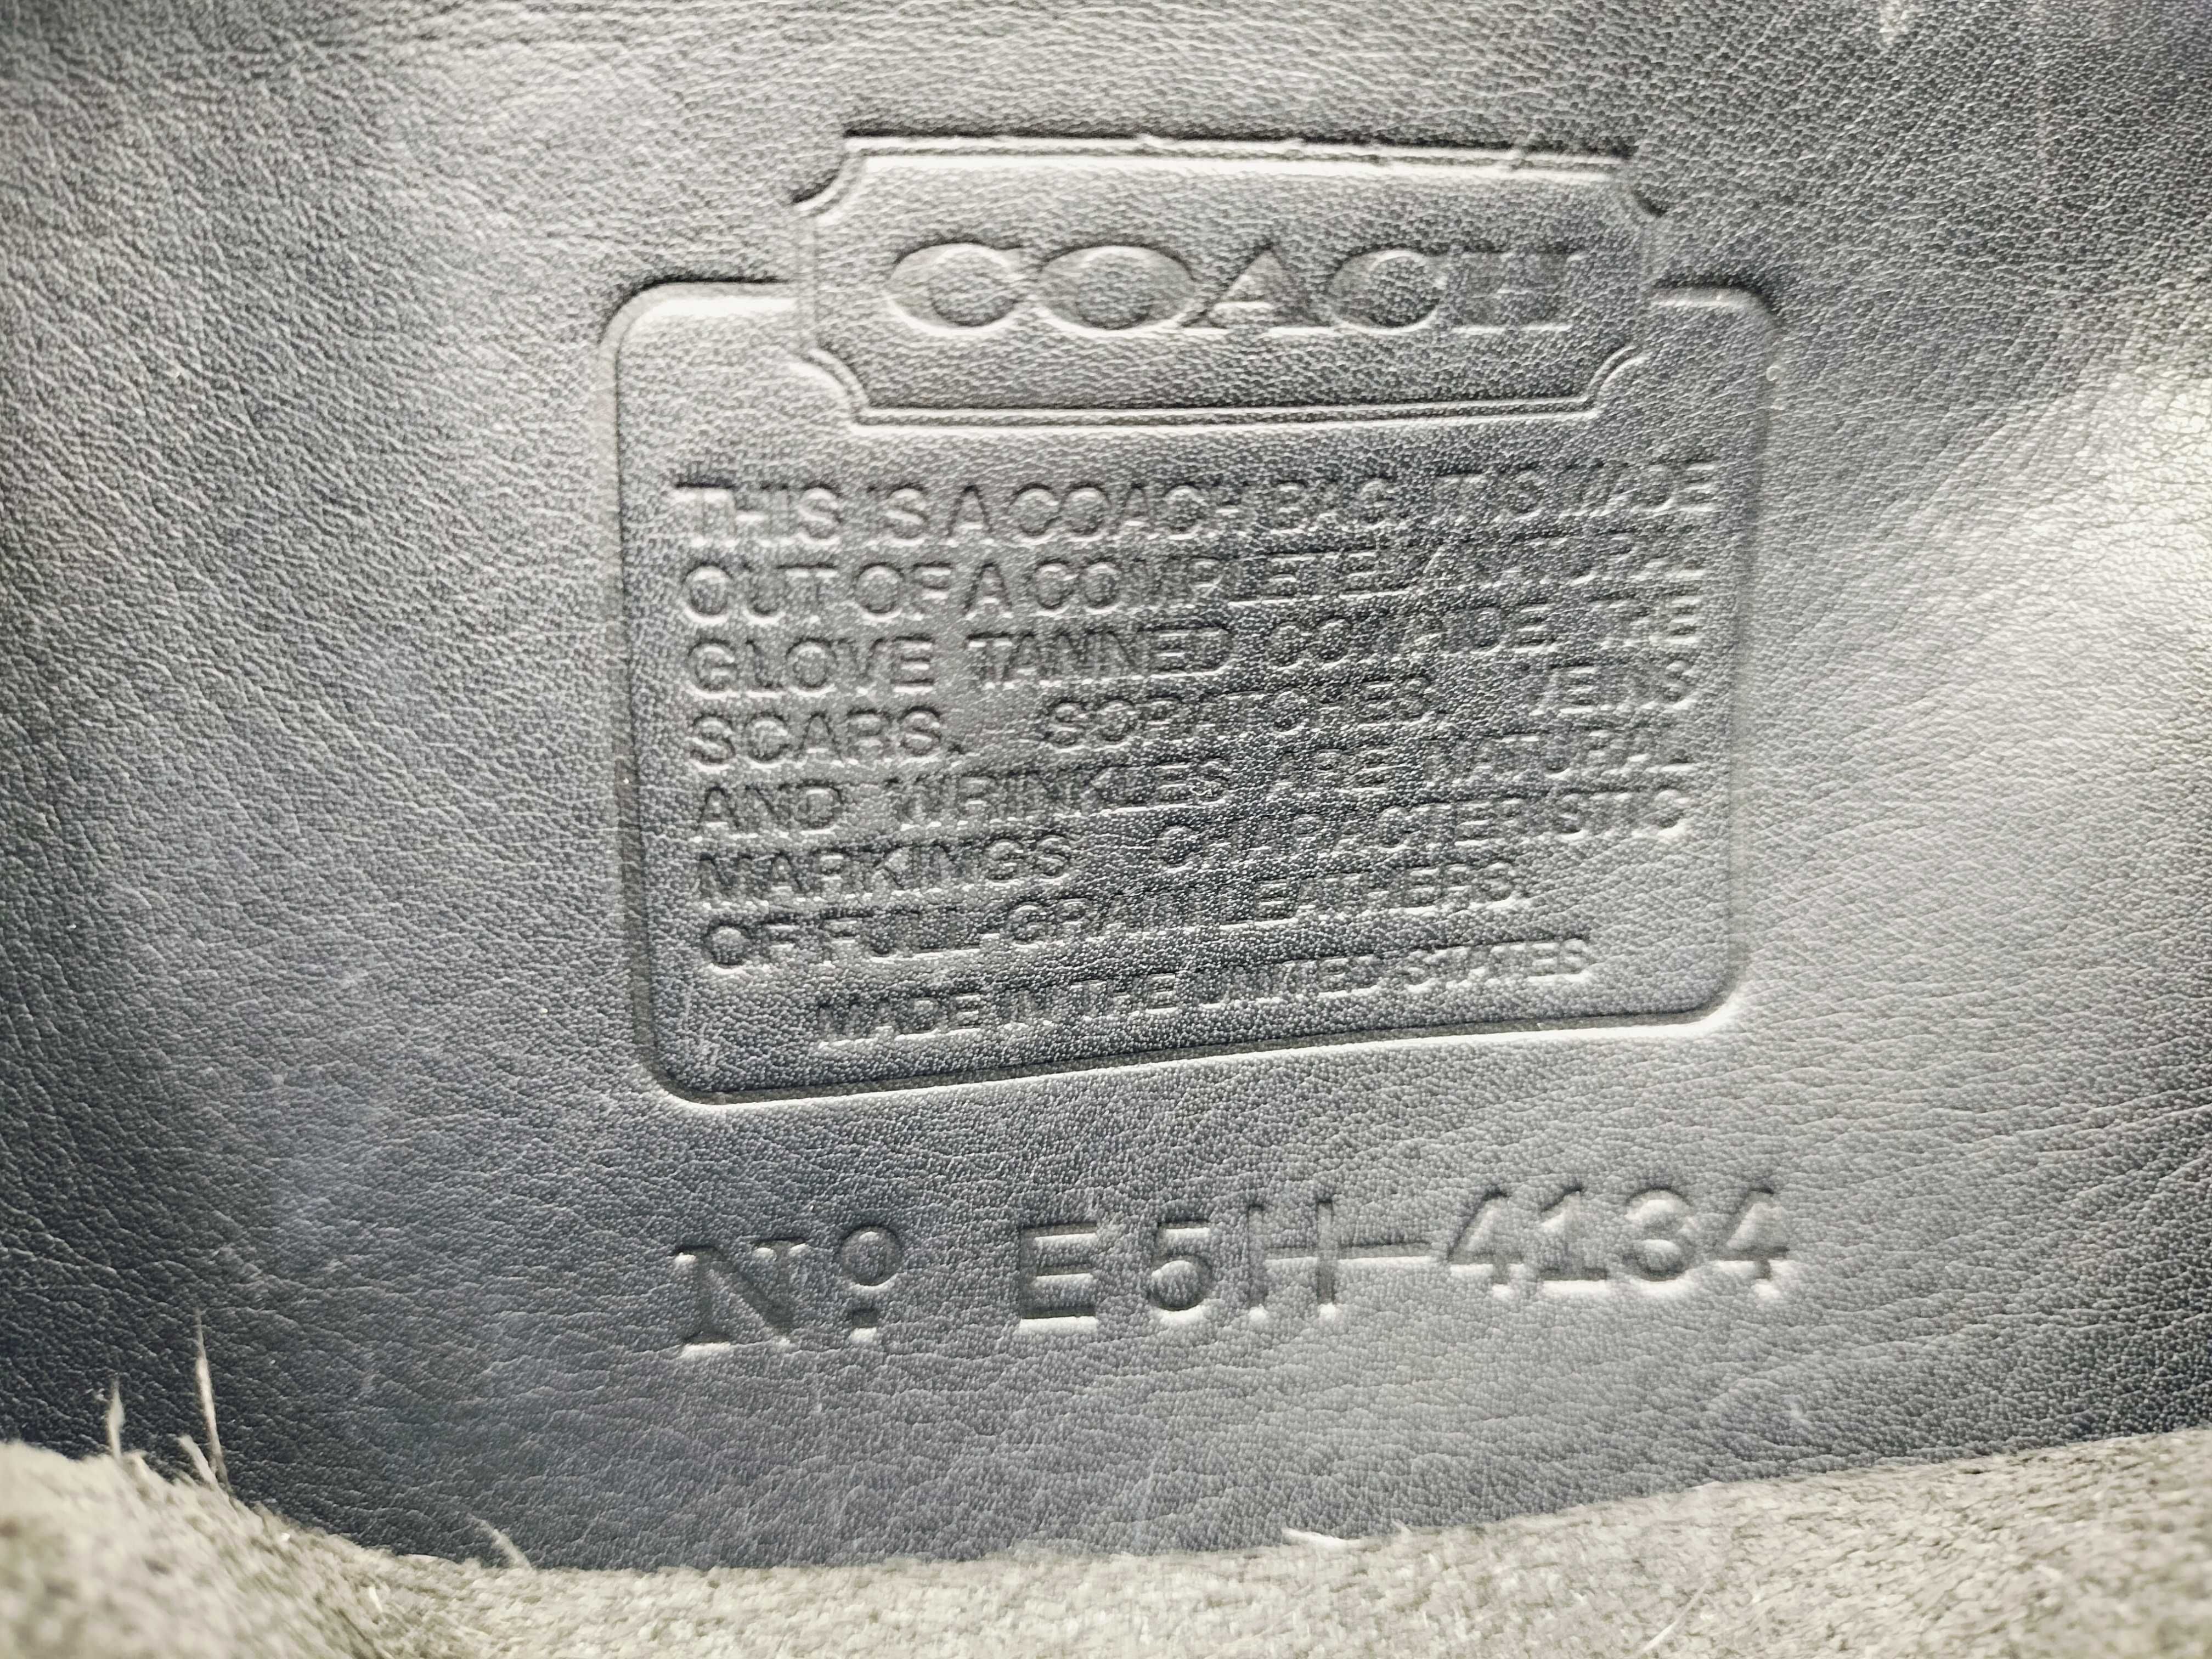 COACH
THIS IS A COACH BAG. IT IS MADE
OUT OF A COMPLETELY NATURAL
GLOVE TANNED COWHIDE. THE
SCARS, SCRATCHES, VEINS
AND WRINKLES ARE NATURAL
MARKINGS CHARACTERISTIC
OF FULL-GRAIN LEATHERS.
MADE IN THE UNITED STATES
Nº E5H-4134